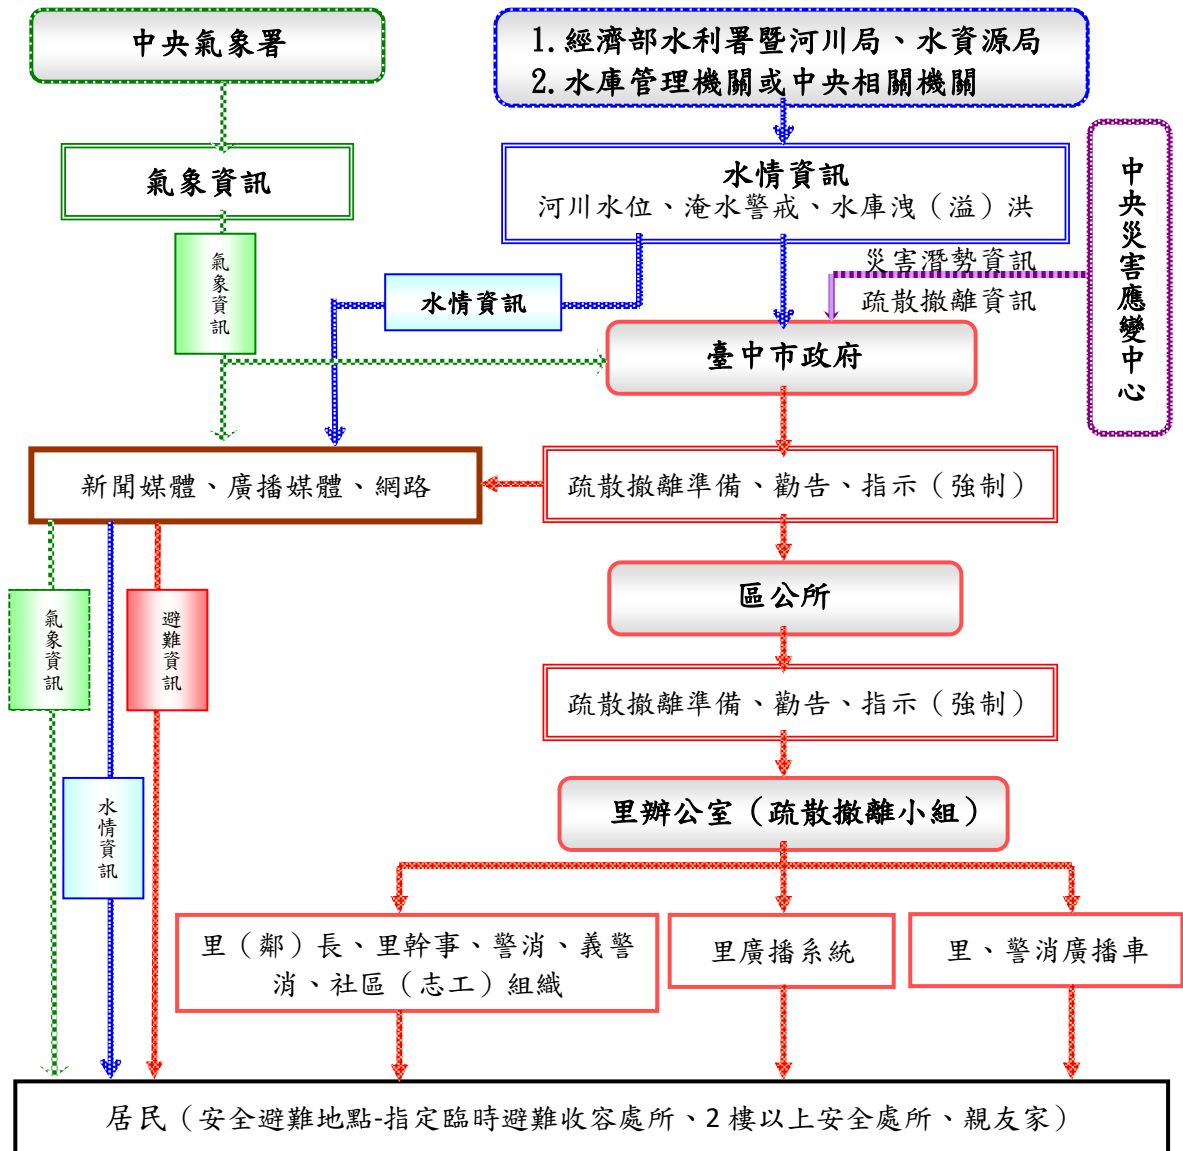 中央氣象署
1. 經濟部水利署暨河川局、水資源局
2. 水庫管理機關或中央相關機關
中央災害應變中心
氣象資訊
水情資訊
河川水位、淹水警戒、水庫洩（溢）洪
氣象資訊
水情資訊
災害潛勢資訊
疏散撤離資訊
臺中市政府
新聞媒體、廣播媒體、網路
疏散撤離準備、勸告、指示（強制）
區公所
氣象資訊
避難資訊
疏散撤離準備、勸告、指示（強制）
水情資訊
里辦公室（疏散撤離小組）
里（鄰）長、里幹事、警消、義警
消、社區（志工）組織
里廣播系統
里、警消廣播車
居民（安全避難地點-指定臨時避難收容處所、2 樓以上安全處所、親友家）